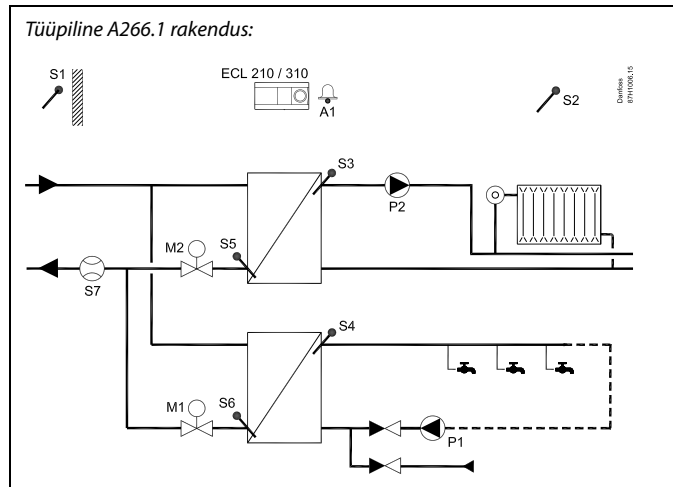 Tüüpiline A266.1 rakendus:
S1
ECL 210 / 310
A1
S2
Danfoss
87H1006.15
S3
P2
M2
S5
S7
S4
M1
S6
P1